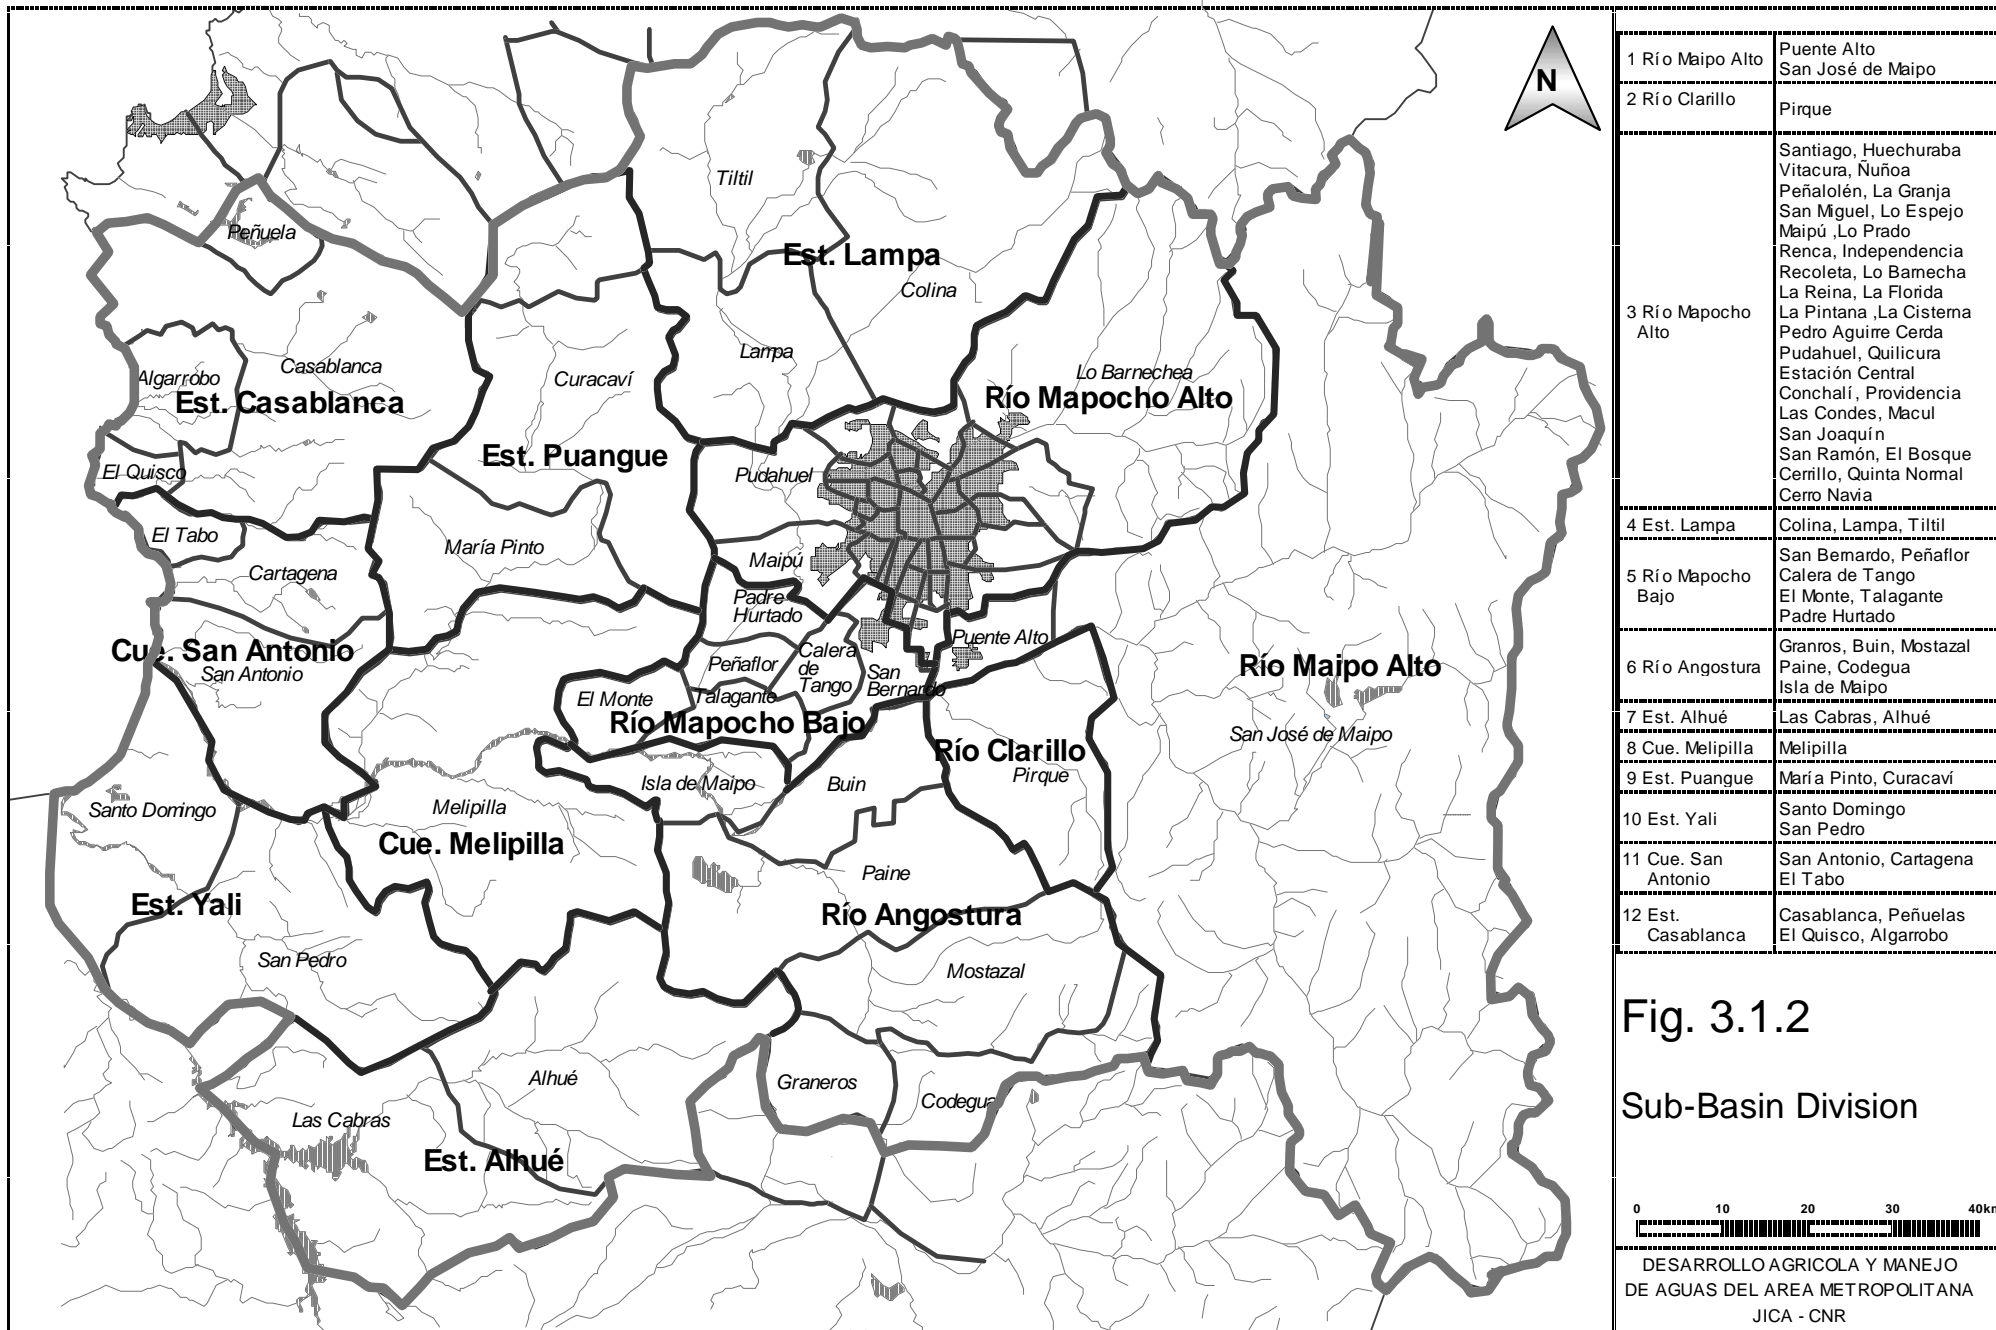 N
Tiltil
Peñuela
Est. Lampa
Colina
Lampa
Casablanca
Algarrobo
Est. Casablanca
Curacaví
Lo Barnechea
Río Mapocho Alto
Est. Puangue
El Quisco
Pudahuel
El Tabo
María Pinto
Maipú
Cartagena
Padre
Hurtado
Puente Alto
Cue. San Antonio
San Antonio
Peñaflor
Calera
de
Tango
San
Bernardo
Río Maipo Alto
El Monte
Talagante
Río Mapocho Bajo
San José de Maipo
Río Clarillo
Pirque
Isla de Maipo
Buin
Santo Domingo
Melipilla
Cue. Melipilla
Paine
Est. Yali
Río Angostura
San Pedro
Mostazal
Alhué
Graneros
Codegua
Las Cabras
Est. Alhué
1 Río Maipo Alto
Puente Alto
San José de Maipo
2 Río Clarillo
Pirque
3 Río Mapocho
Alto
Santiago, Huechuraba
Vitacura, Ñuñoa
Peñalolén, La Granja
San Miguel, Lo Espejo
Maipú ,Lo Prado
Renca, Independencia
Recoleta, Lo Barnecha
La Reina, La Florida
La Pintana ,La Cisterna
Pedro Aguirre Cerda
Pudahuel, Quilicura
Estación Central
Conchalí, Providencia
Las Condes, Macul
San Joaquín
San Ramón, El Bosque
Cerrillo, Quinta Normal
Cerro Navia
4 Est. Lampa
Colina, Lampa, Tiltil
5 Río Mapocho
Bajo
San Bernardo, Peñaflor
Calera de Tango
El Monte, Talagante
Padre Hurtado
6 Río Angostura
Granros, Buin, Mostazal
Paine, Codegua
Isla de Maipo
7 Est. Alhué
Las Cabras, Alhué
8 Cue. Melipilla
Melipilla
9 Est. Puangue
María Pinto, Curacaví
10 Est. Yali
Santo Domingo
San Pedro
11 Cue. San
Antonio
San Antonio, Cartagena
El Tabo
12 Est.
Casablanca
Casablanca, Peñuelas
El Quisco, Algarrobo
Fig. 3.1.2
Sub-Basin Division
0 10 20 30 40km
DESARROLLO AGRICOLA Y MANEJO
DE AGUAS DEL AREA METROPOLITANA
JICA - CNR